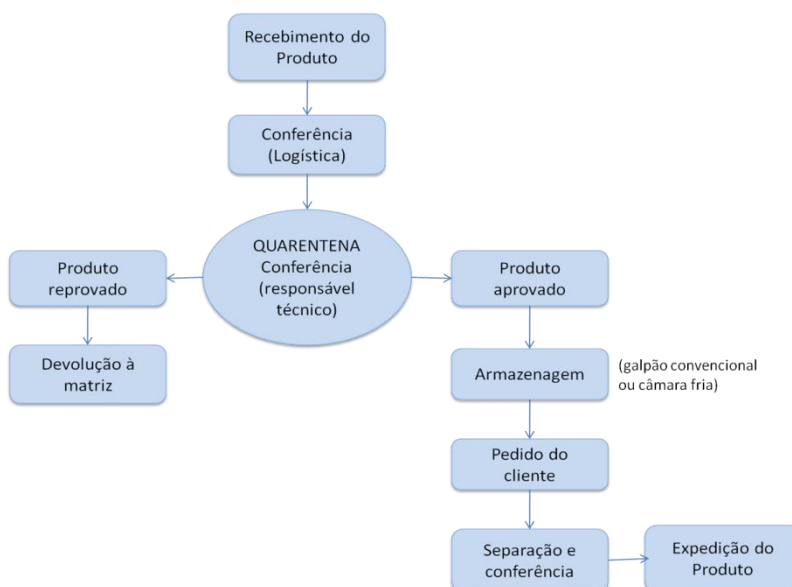 Recebimento do
Produto
Conferência
(Logística)
QUARENTENA
Conferência
(responsável
técnico)
Produto
reprovado
Produto
aprovado
Devolução à
matriz
Armazenagem
(galpão convencional
ou câmara fria)
Pedido do
cliente
Separação e
conferência
Expedição do
Produto